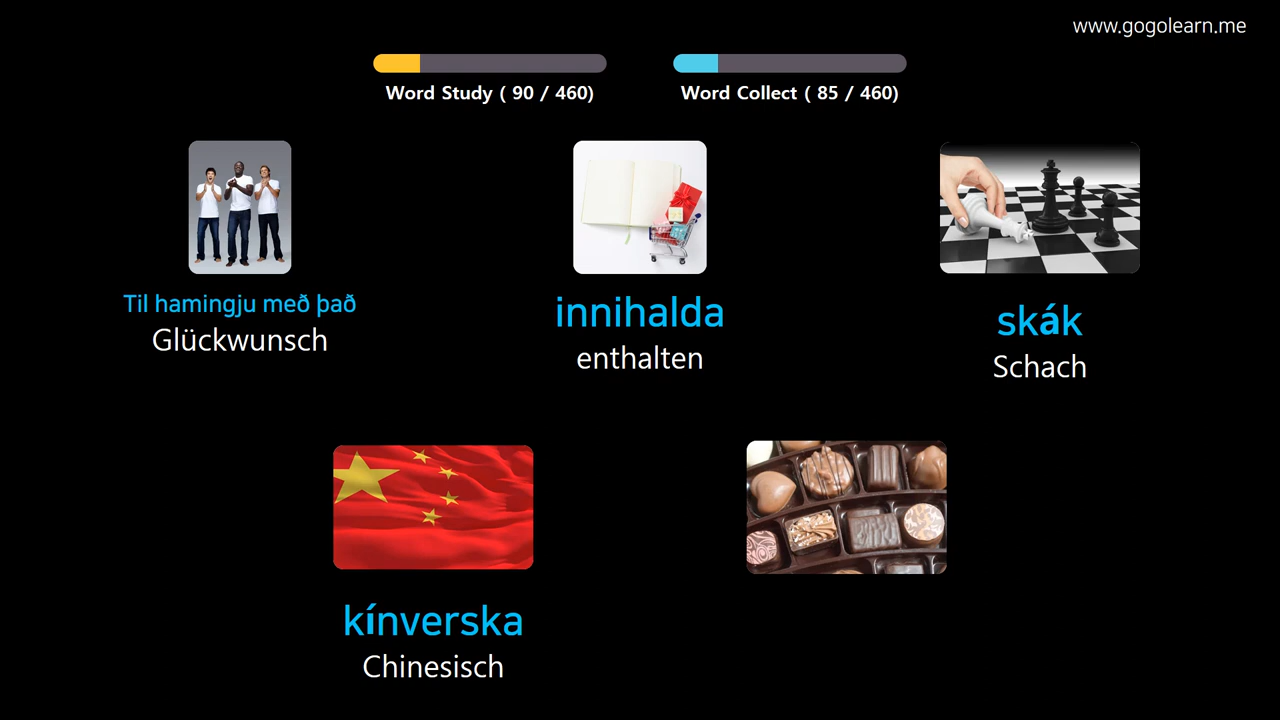 www.gogolearn.me
Word Study ( 90 / 460)
Word Collect ( 85 / 460)
Til hamingju með það
Glückwunsch
innihalda
enthalten
skák
Schach
kínverska
Chinesisch